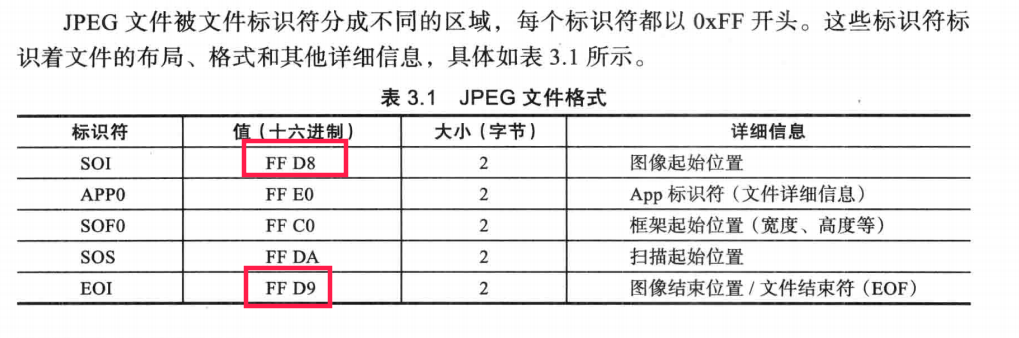 JPEG 文件被文件标识符分成不同的区域，每个标识符都以 0xFF 开头。这些标识符标
识着文件的布局、格式和其他详细信息，具体如表 3.1 所示。
表 3.1 JPEG 文件格式
标识符 值（十六进制） 大小（字节） 详细信息
SOI FF D8 2 图像起始位置
APP0 FF E0 2 App 标识符（文件详细信息）
SOF0 FF C0 2 框架起始位置（宽度、高度等）
SOS FF DA 2 扫描起始位置
EOI FF D9 2 图像结束位置 / 文件结束符（EOF）